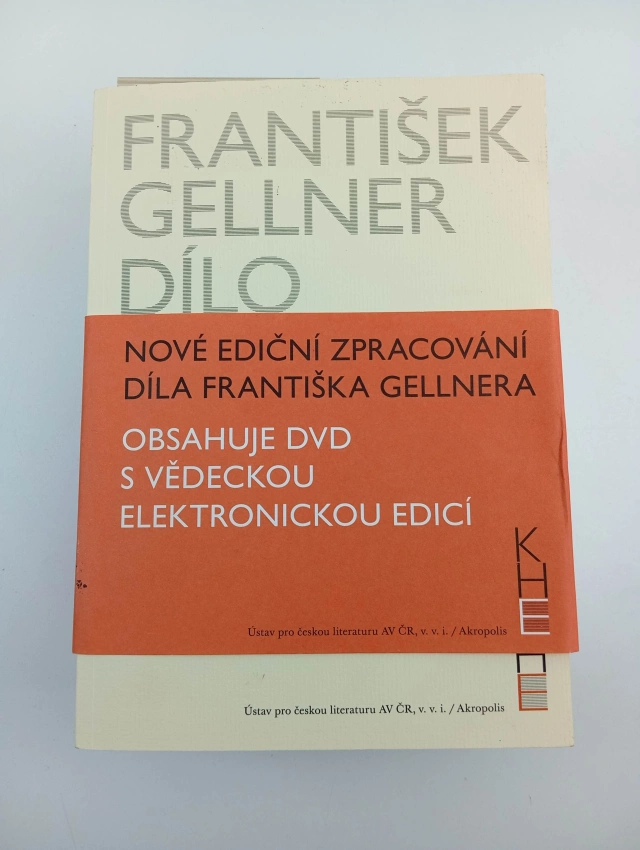 FRANTIŠEK
GELLNER
DÍLO
NOVÉ EDIČNÍ ZPRACOVÁNÍ
DÍLA FRANTIŠKA GELLNERA
OBSAHUJE DVD
S VĚDECKOU
ELEKTRONICKOU EDICÍ
K
H
E
Ústav pro českou literaturu AV ČR, v. v. i. / Akropolis
E
Ústav pro českou literaturu AV ČR, v. v. i. / Akropolis